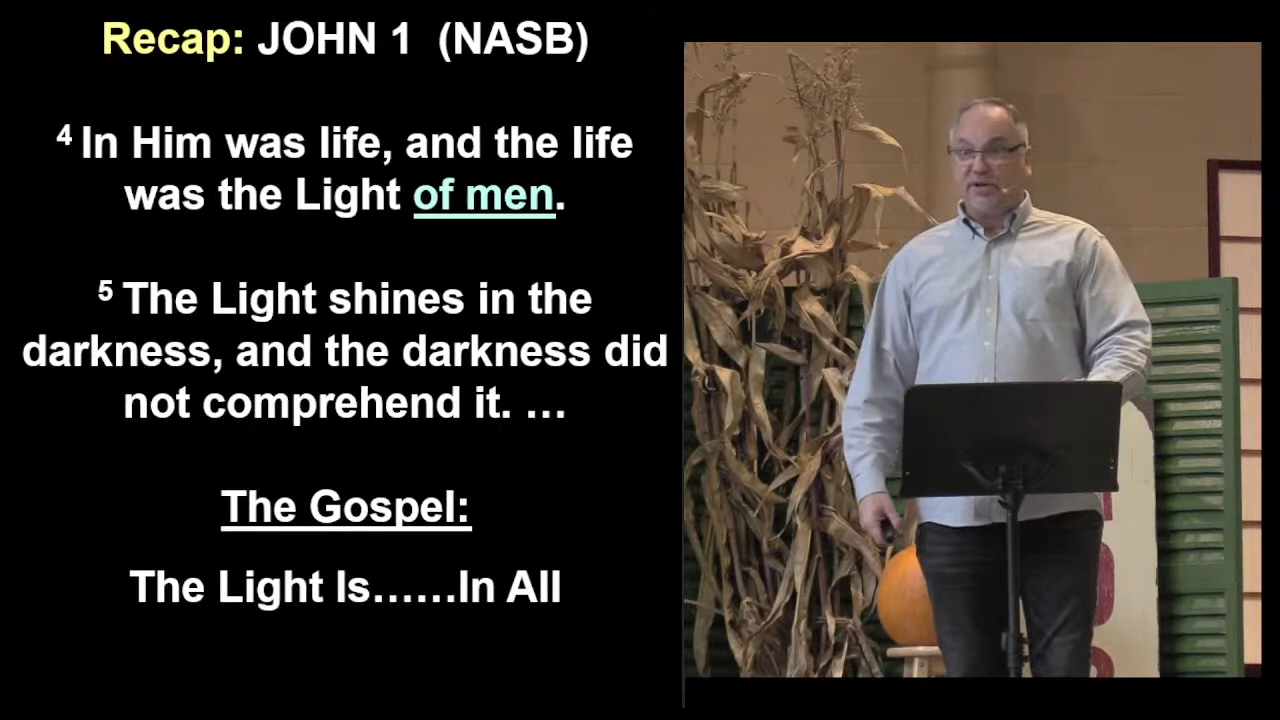 Recap: JOHN 1 (NASB)
4 In Him was life, and the life
was the Light of men.
5 The Light shines in the
darkness, and the darkness did
not comprehend it. …
The Gospel:
The Light Is……In All